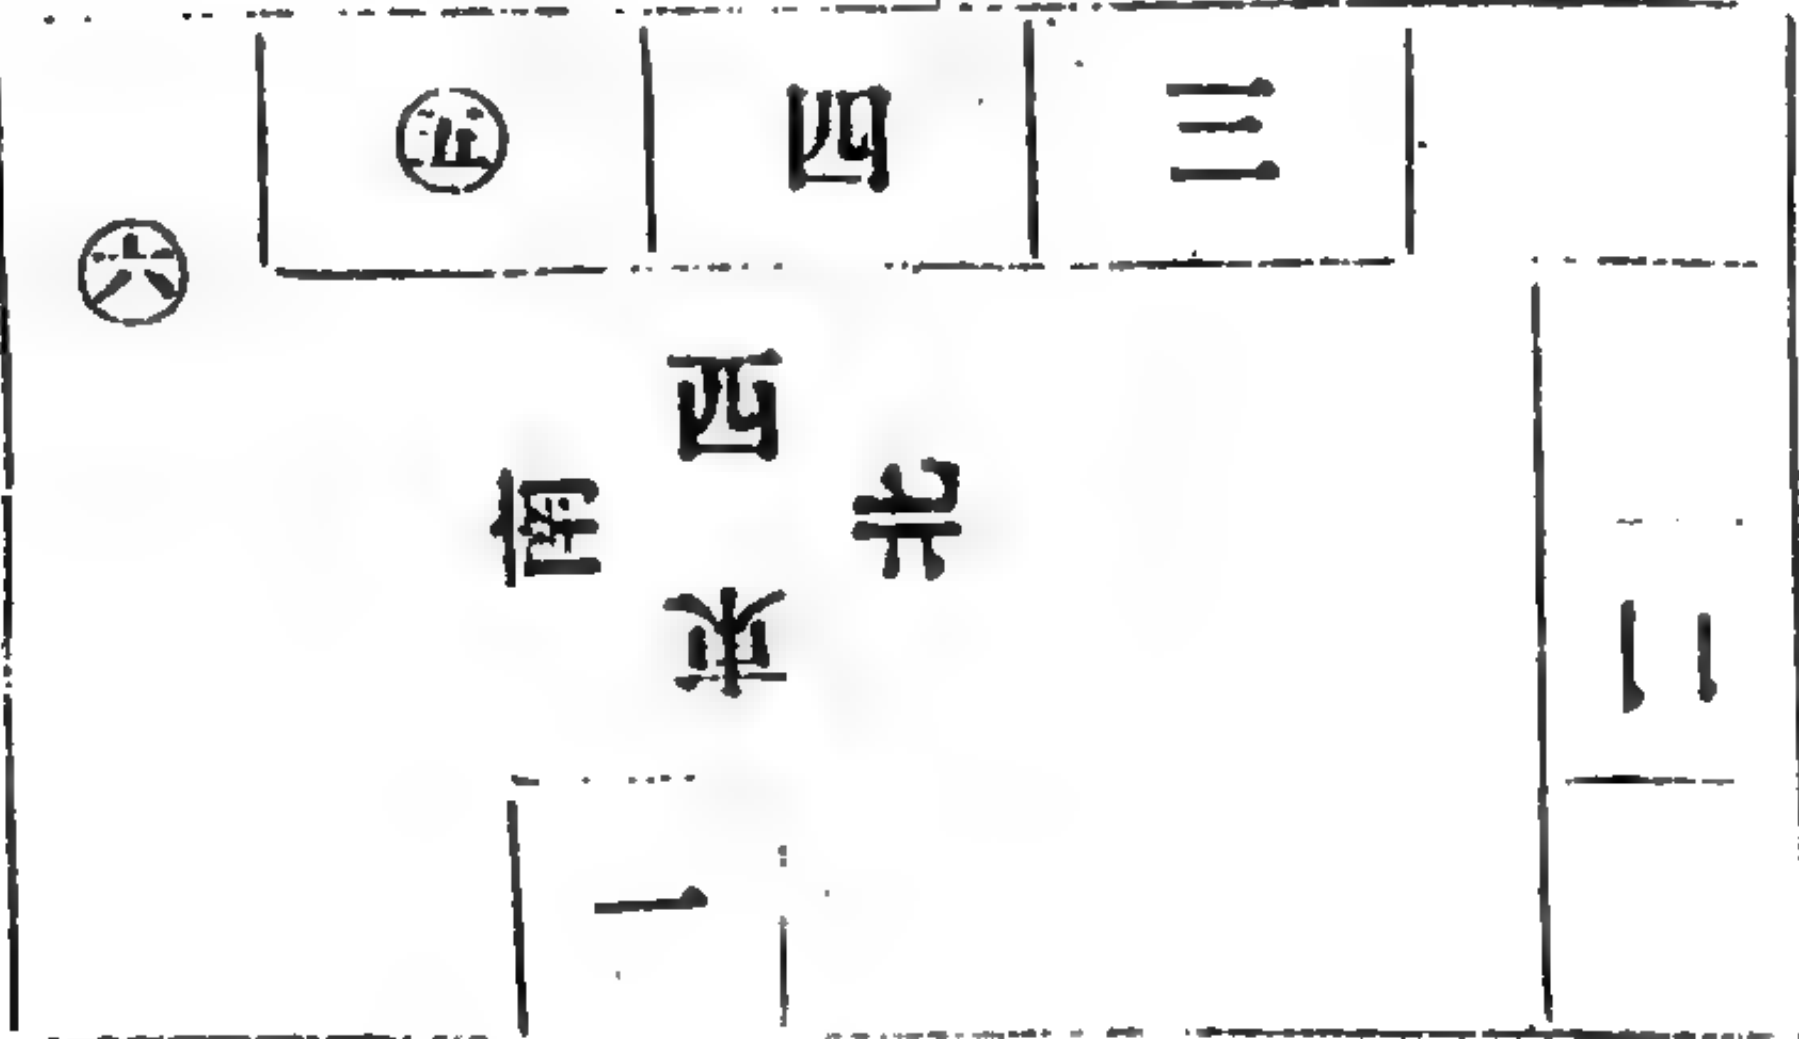 ㊄ 四 三
㊅
西
南 北
東
二
一